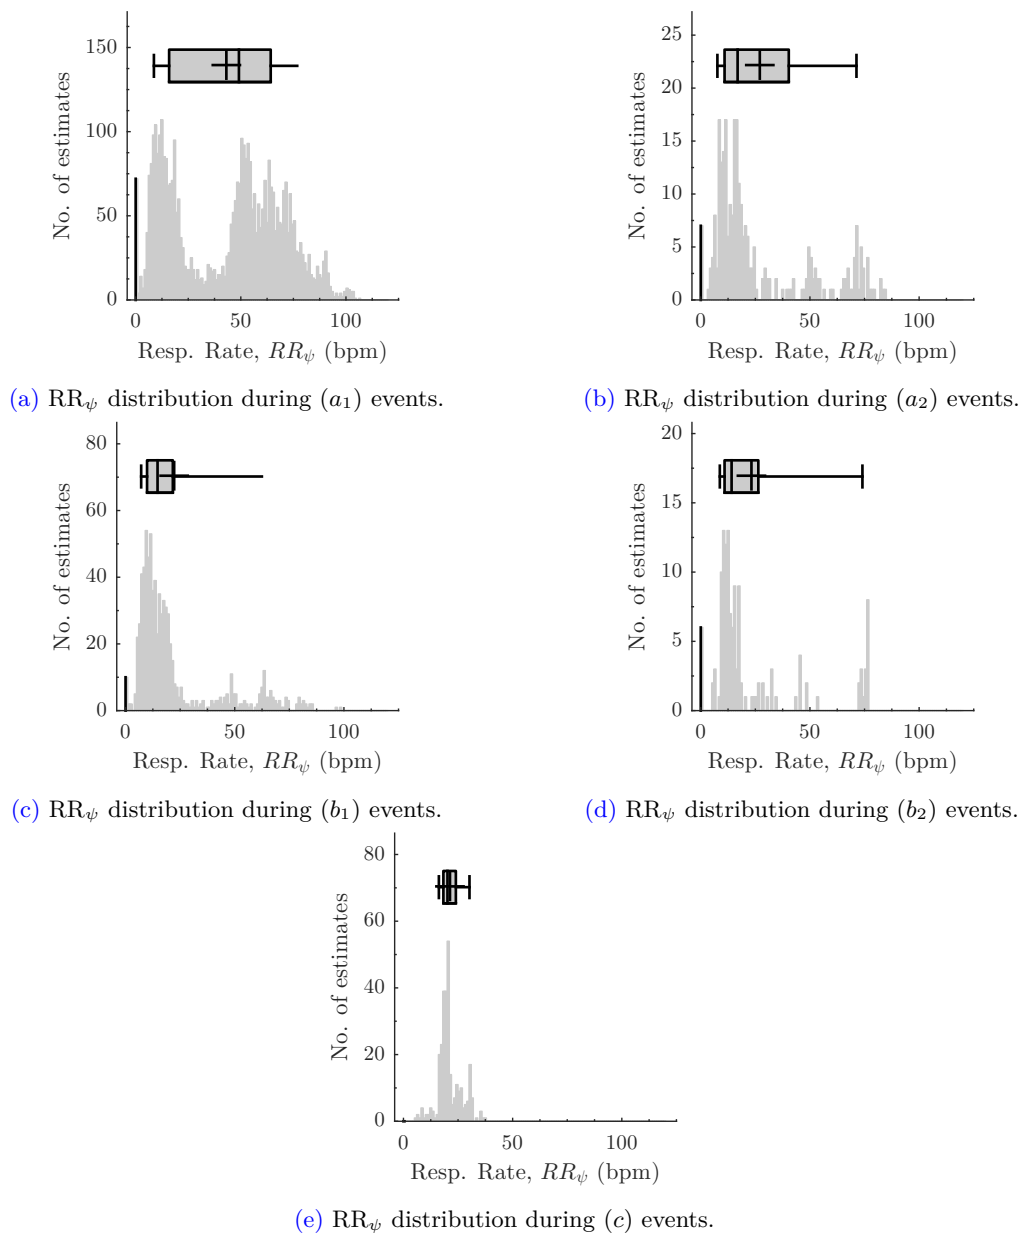 150
100
50
0
No. of estimates
0 50 100
Resp. Rate, RRψ (bpm)
(a) RRψ distribution during (a1) events.
25
20
15
10
5
0
No. of estimates
0 50 100
Resp. Rate, RRψ (bpm)
(b) RRψ distribution during (a2) events.
80
60
40
20
0
No. of estimates
0 50 100
Resp. Rate, RRψ (bpm)
(c) RRψ distribution during (b1) events.
20
15
10
5
0
No. of estimates
0 50 100
Resp. Rate, RRψ (bpm)
(d) RRψ distribution during (b2) events.
80
60
40
20
0
No. of estimates
0 50 100
Resp. Rate, RRψ (bpm)
(e) RRψ distribution during (c) events.